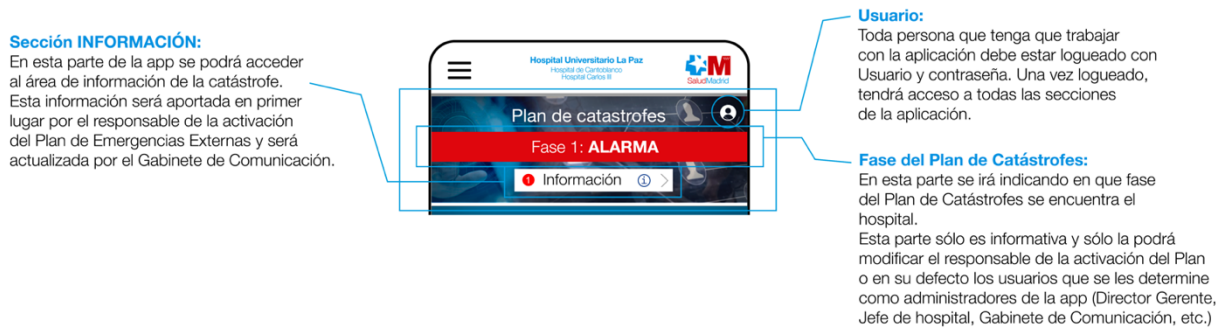 Sección INFORMACIÓN:
En esta parte de la app se podrá acceder
al área de información de la catástrofe.
Esta información será aportada en primer
lugar por el responsable de la activación
del Plan de Emergencias Externas y será
actualizada por el Gabinete de Comunicación.
Hospital Universitario La Paz
Hospital de Cantoblanco
Hospital Carlos III
M
SaludMadrid
Plan de catastrofes
Fase 1: ALARMA
1 Información i
Usuario:
Toda persona que tenga que trabajar
con la aplicación debe estar logueado con
Usuario y contraseña. Una vez logueado,
tendrá acceso a todas las secciones
de la aplicación.
Fase del Plan de Catástrofes:
En esta parte se irá indicando en que fase
del Plan de Catástrofes se encuentra el
hospital.
Esta parte sólo es informativa y sólo la podrá
modificar el responsable de la activación del Plan
o en su defecto los usuarios que se les determine
como administradores de la app (Director Gerente,
Jefe de hospital, Gabinete de Comunicación, etc.)